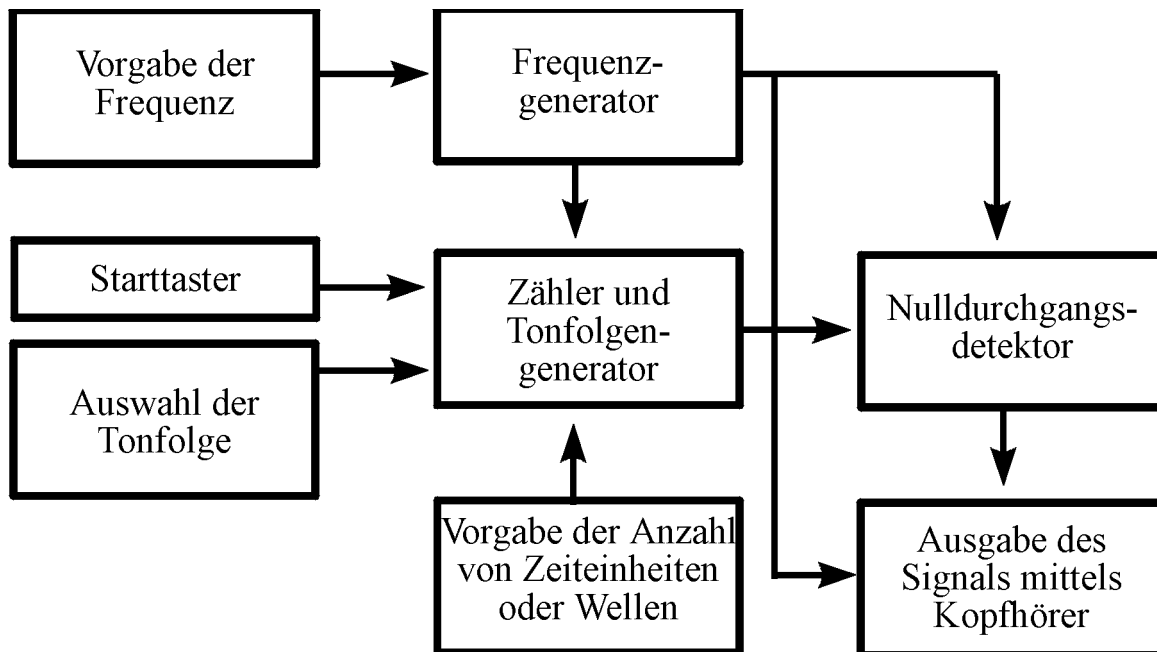 Vorgabe der
Frequenz
Frequenz-
generator
Starttaster
Zähler und
Tonfolgen-
generator
Nulldurchgangs-
detektor
Auswahl der
Tonfolge
Vorgabe der Anzahl
von Zeiteinheiten
oder Wellen
Ausgabe des
Signals mittels
Kopfhörer